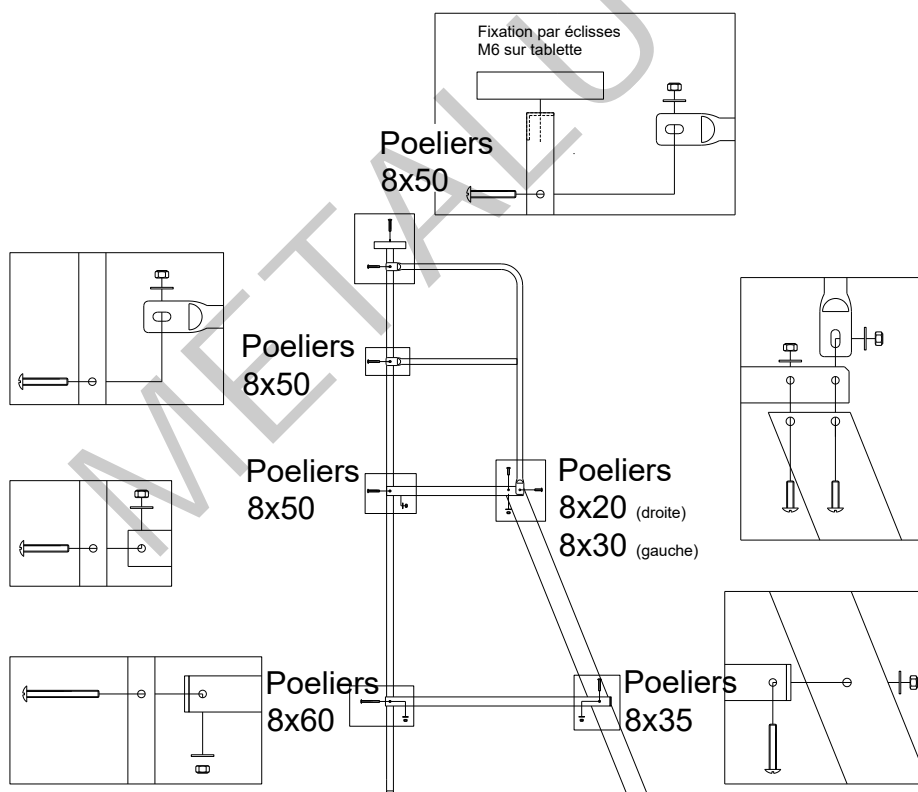 Fixation par éclisses
M6 sur tablette
Poeliers
8x50
Poeliers
8x50
Poeliers
8x50
Poeliers
8x20 (droite)
8x30 (gauche)
Poeliers
8x60
Poeliers
8x35
METALU